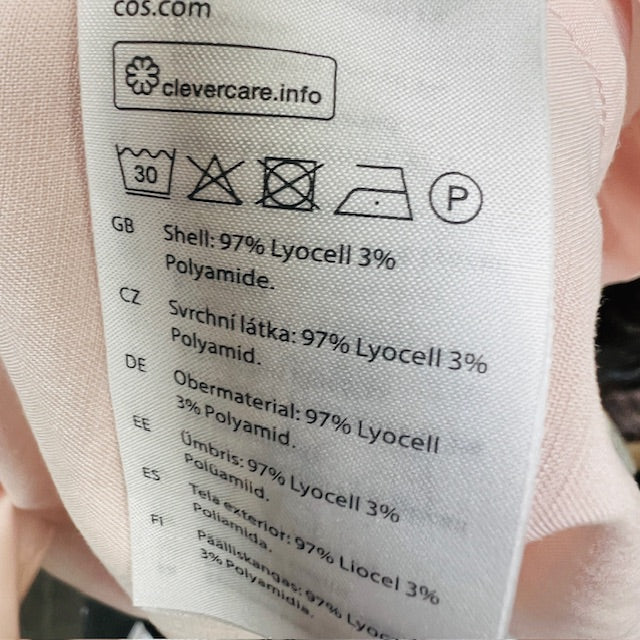 cos.com
clevercare.info
30
P
GB Shell: 97% Lyocell 3%
Polyamide.
CZ Svrchní látka: 97% Lyocell 3%
Polyamid.
DE Obermaterial: 97% Lyocell
3% Polyamid.
EE Ümbris: 97% Lyocell 3%
Polüamiid.
ES Tela exterior: 97% Liocel 3%
Poliamida.
FI Päälliskangas: 97%
3% Polyamidia.